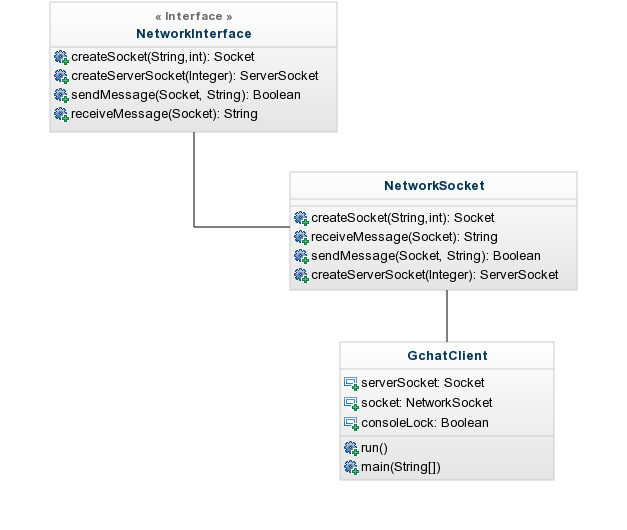 « Interface »
NetworkInterface
createSocket(String,int): Socket
createServerSocket(Integer): ServerSocket
sendMessage(Socket, String): Boolean
receiveMessage(Socket): String
NetworkSocket
createSocket(String,int): Socket
receiveMessage(Socket): String
sendMessage(Socket, String): Boolean
createServerSocket(Integer): ServerSocket
GchatClient
serverSocket: Socket
socket: NetworkSocket
consoleLock: Boolean
run()
main(String[])